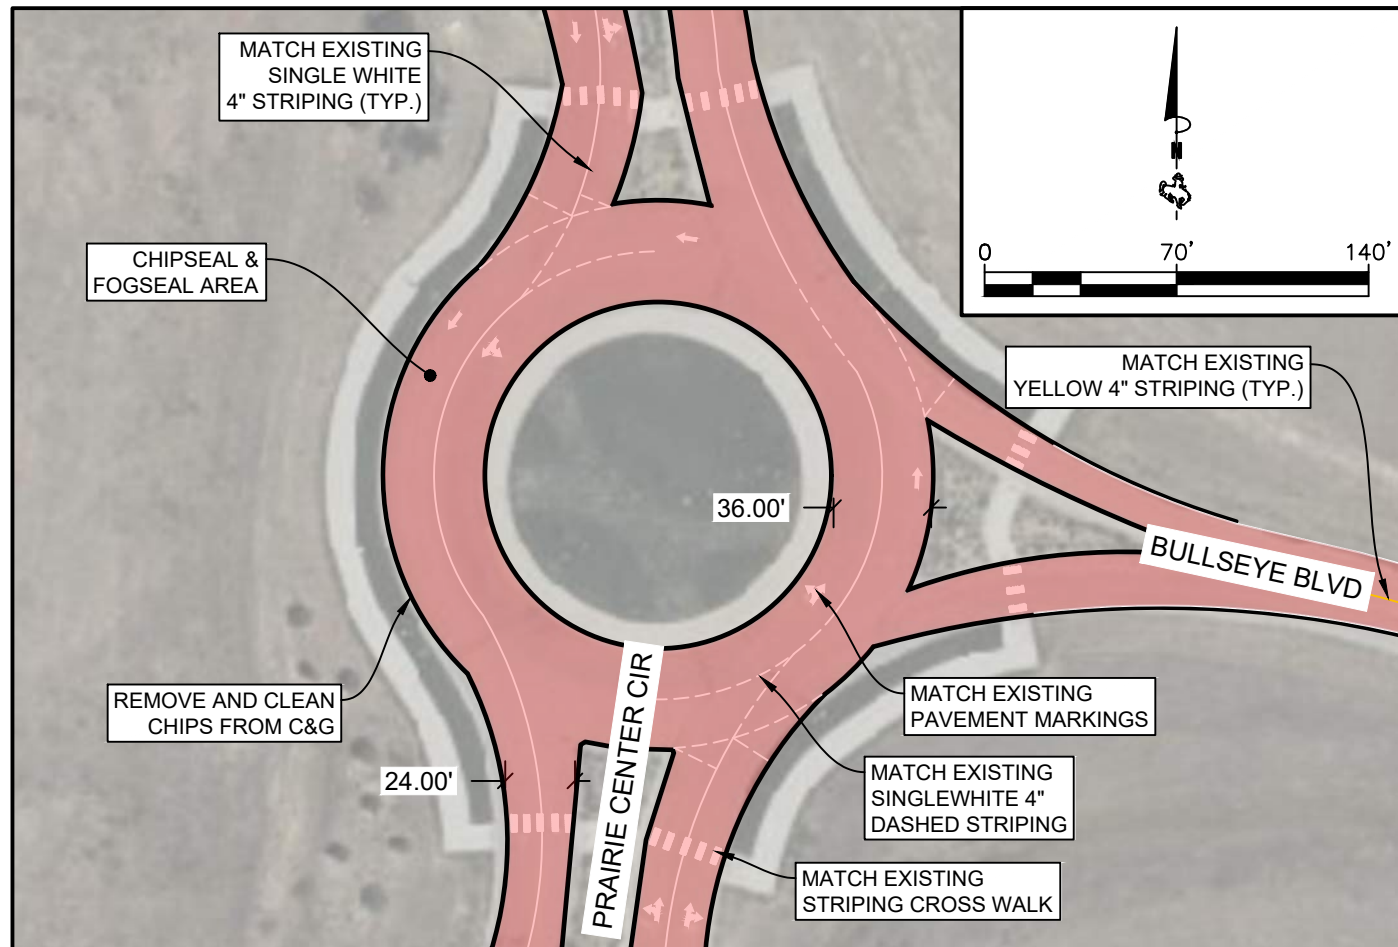 MATCH EXISTING
SINGLE WHITE
4" STRIPING (TYP.)
N
0 70' 140'
CHIPSEAL &
FOGSEAL AREA
MATCH EXISTING
YELLOW 4" STRIPING (TYP.)
36.00'
BULLSEYE BLVD
REMOVE AND CLEAN
CHIPS FROM C&G
PRAIRIE CENTER CIR
MATCH EXISTING
PAVEMENT MARKINGS
24.00'
MATCH EXISTING
SINGLEWHITE 4"
DASHED STRIPING
MATCH EXISTING
STRIPING CROSS WALK